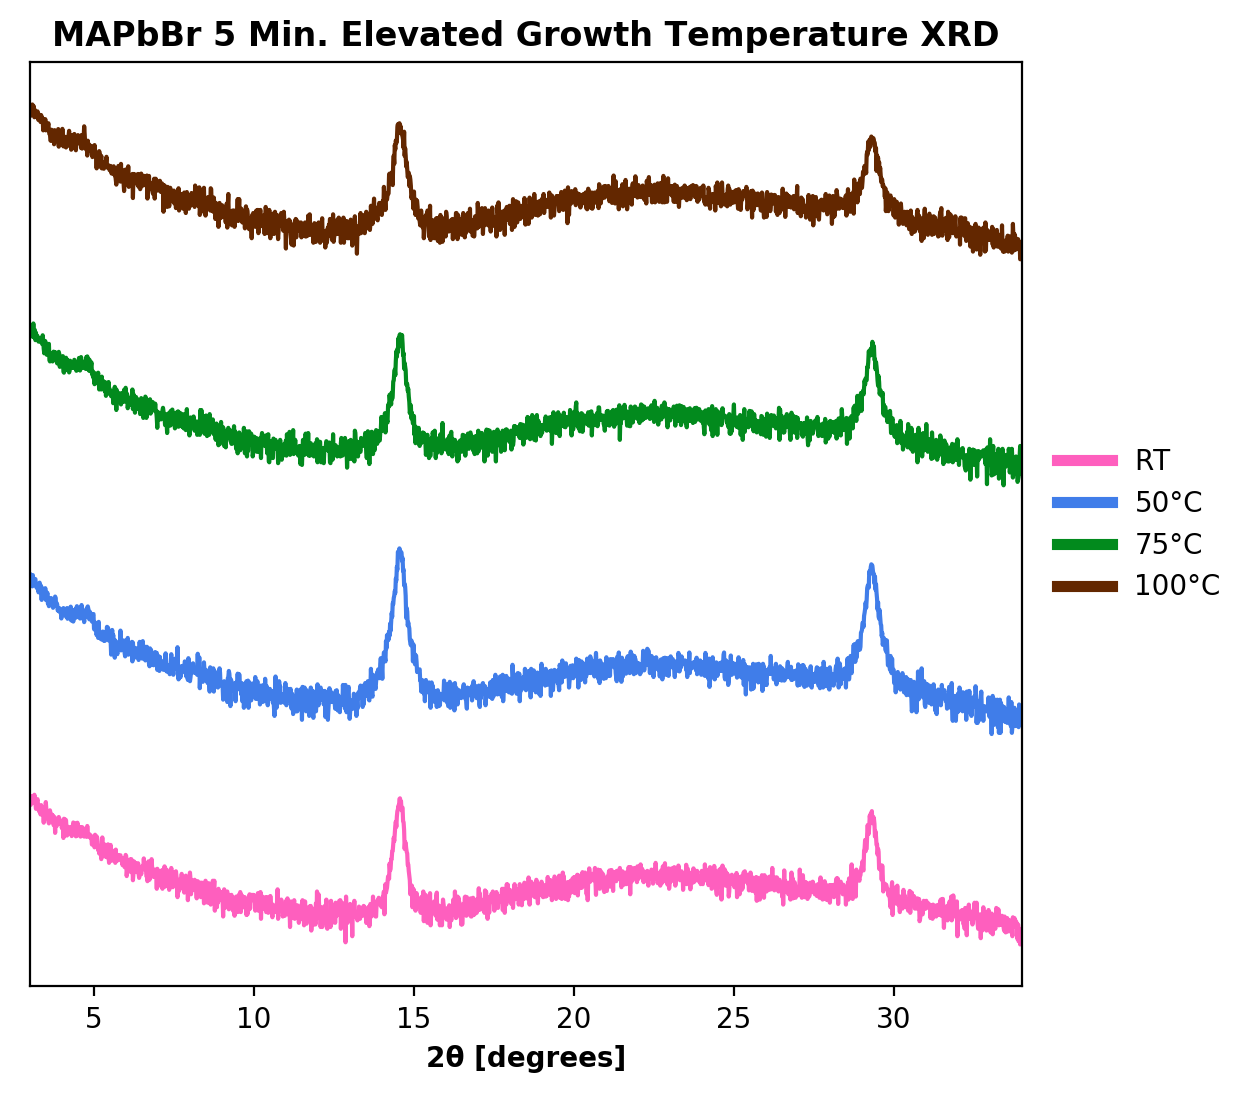 MAPbBr 5 Min. Elevated Growth Temperature XRD
RT
50°C
75°C
100°C
5 10 15 20 25 30
2θ [degrees]